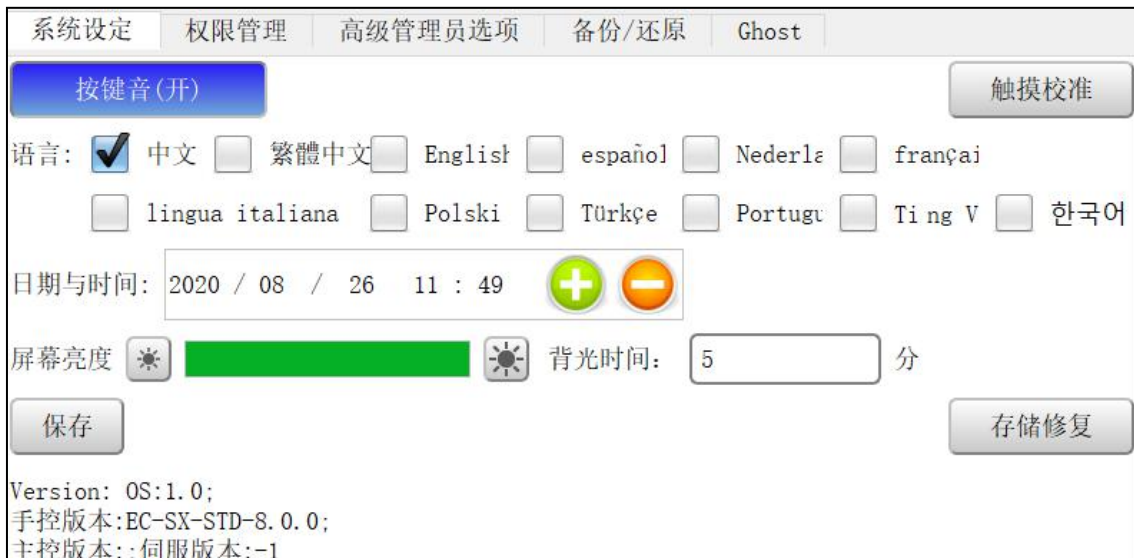 系统设定 权限管理 高级管理员选项 备份/还原 Ghost
按键音(开) 触摸校准
语言: 中文 繁體中文 English español Nederla françai
lingua italiana Polski Türkçe Portugu Ting V 한국어
日期与时间: 2020 / 08 / 26 11 : 49
屏幕亮度 背光时间: 5 分
保存 存储修复
Version: OS:1.0;
手控版本:EC-SX-STD-8.0.0;
主控版本::伺服版本:-1